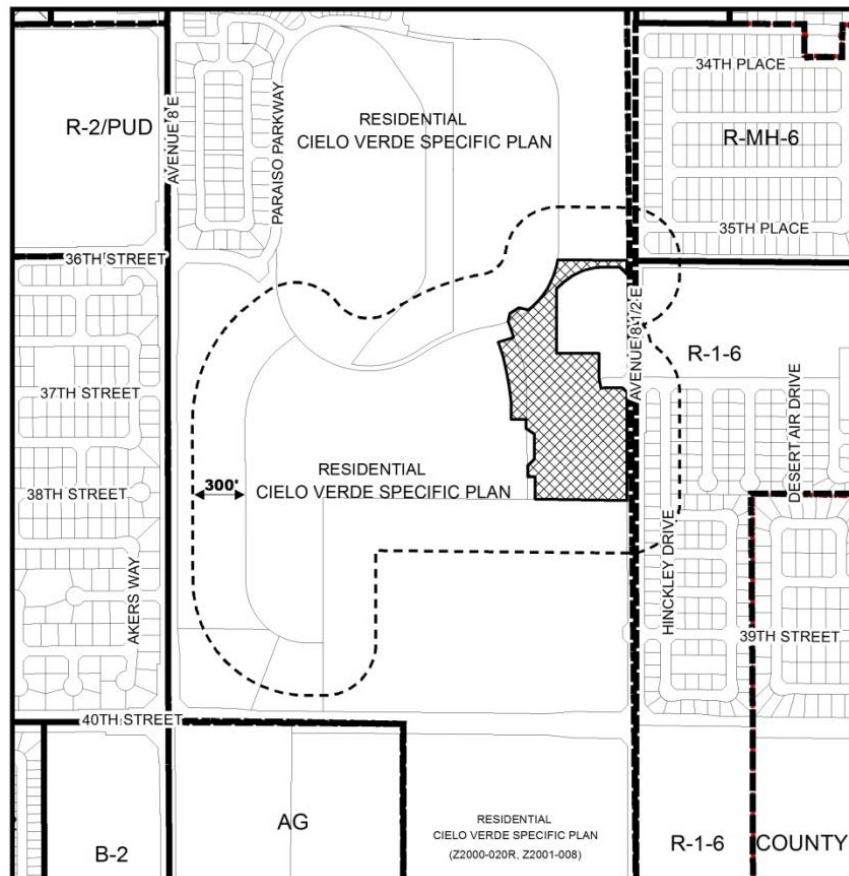 34TH PLACE
R-2/PUD
AVENUE 8 E
PARAISO PARKWAY
RESIDENTIAL
CIELO VERDE SPECIFIC PLAN
R-MH-6
35TH PLACE
36TH STREET
AVENUE 8 1/2 E
R-1-6
37TH STREET
DESERT AIR DRIVE
RESIDENTIAL
CIELO VERDE SPECIFIC PLAN
300'
38TH STREET
HINCKLEY DRIVE
AKERS WAY
39TH STREET
40TH STREET
AG
RESIDENTIAL
CIELO VERDE SPECIFIC PLAN
(Z2000-020R, Z2001-008)
B-2
R-1-6
COUNTY